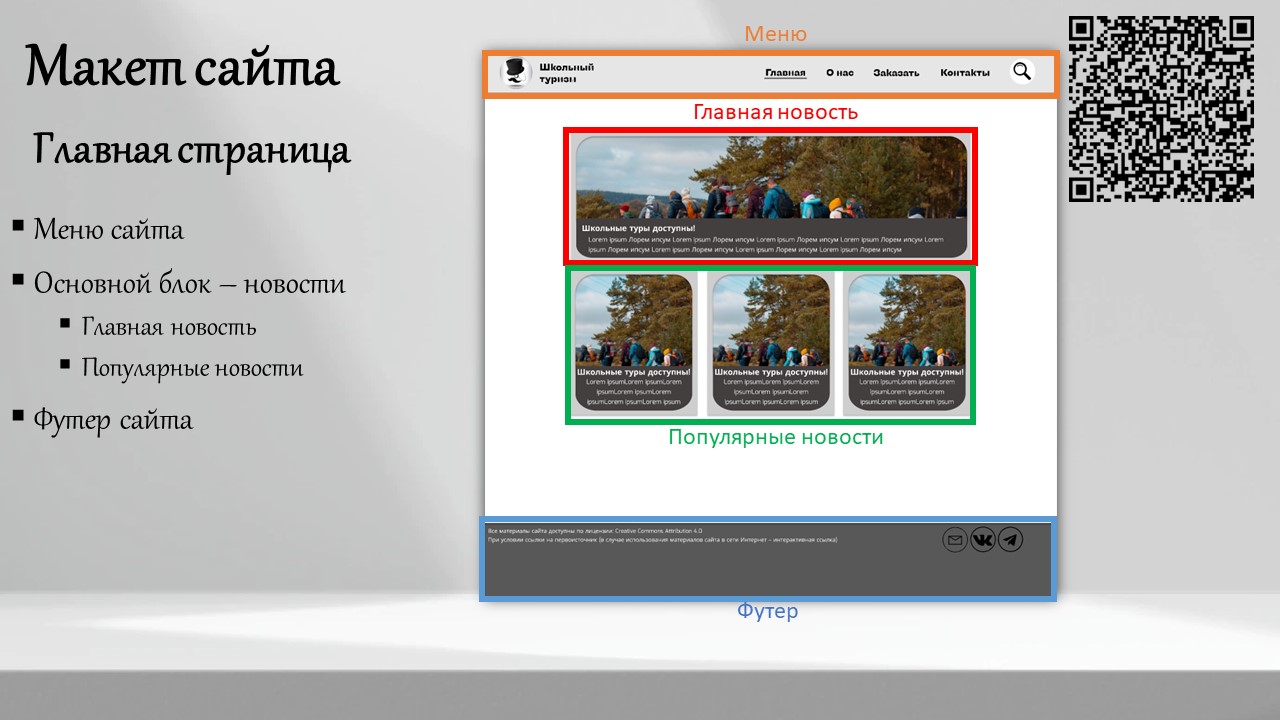 Макет сайта
Главная страница
Меню сайта
Основной блок – новости
Главная новость
Популярные новости
Футер сайта
Меню
Школьный
туризм
Главная О нас Заказать Контакты
Главная новость
Школьные туры доступны!
Lorem Ipsum Лорем ипсум Lorem Ipsum Лорем ипсум Lorem Ipsum Лорем ипсум Lorem Ipsum Лорем ипсум Lorem
Ipsum Лорем ипсум Lorem Ipsum Лорем ипсум Lorem Ipsum Лорем ипсум Lorem Ipsum Лорем ипсум
Школьные туры доступны!
Lorem IpsumLorem IpsumLorem
IpsumLorem IpsumLorem
IpsumLorem IpsumLorem Ipsum
Школьные туры доступны!
Lorem IpsumLorem IpsumLorem
IpsumLorem IpsumLorem
IpsumLorem IpsumLorem Ipsum
Школьные туры доступны!
Lorem IpsumLorem IpsumLorem
IpsumLorem IpsumLorem
IpsumLorem IpsumLorem Ipsum
Популярные новости
Все материалы сайта доступны по лицензии: Creative Commons Attribution 4.0
При условии ссылки на первоисточник (в случае использования материалов сайта в сети Интернет – интерактивная ссылка)
Футер